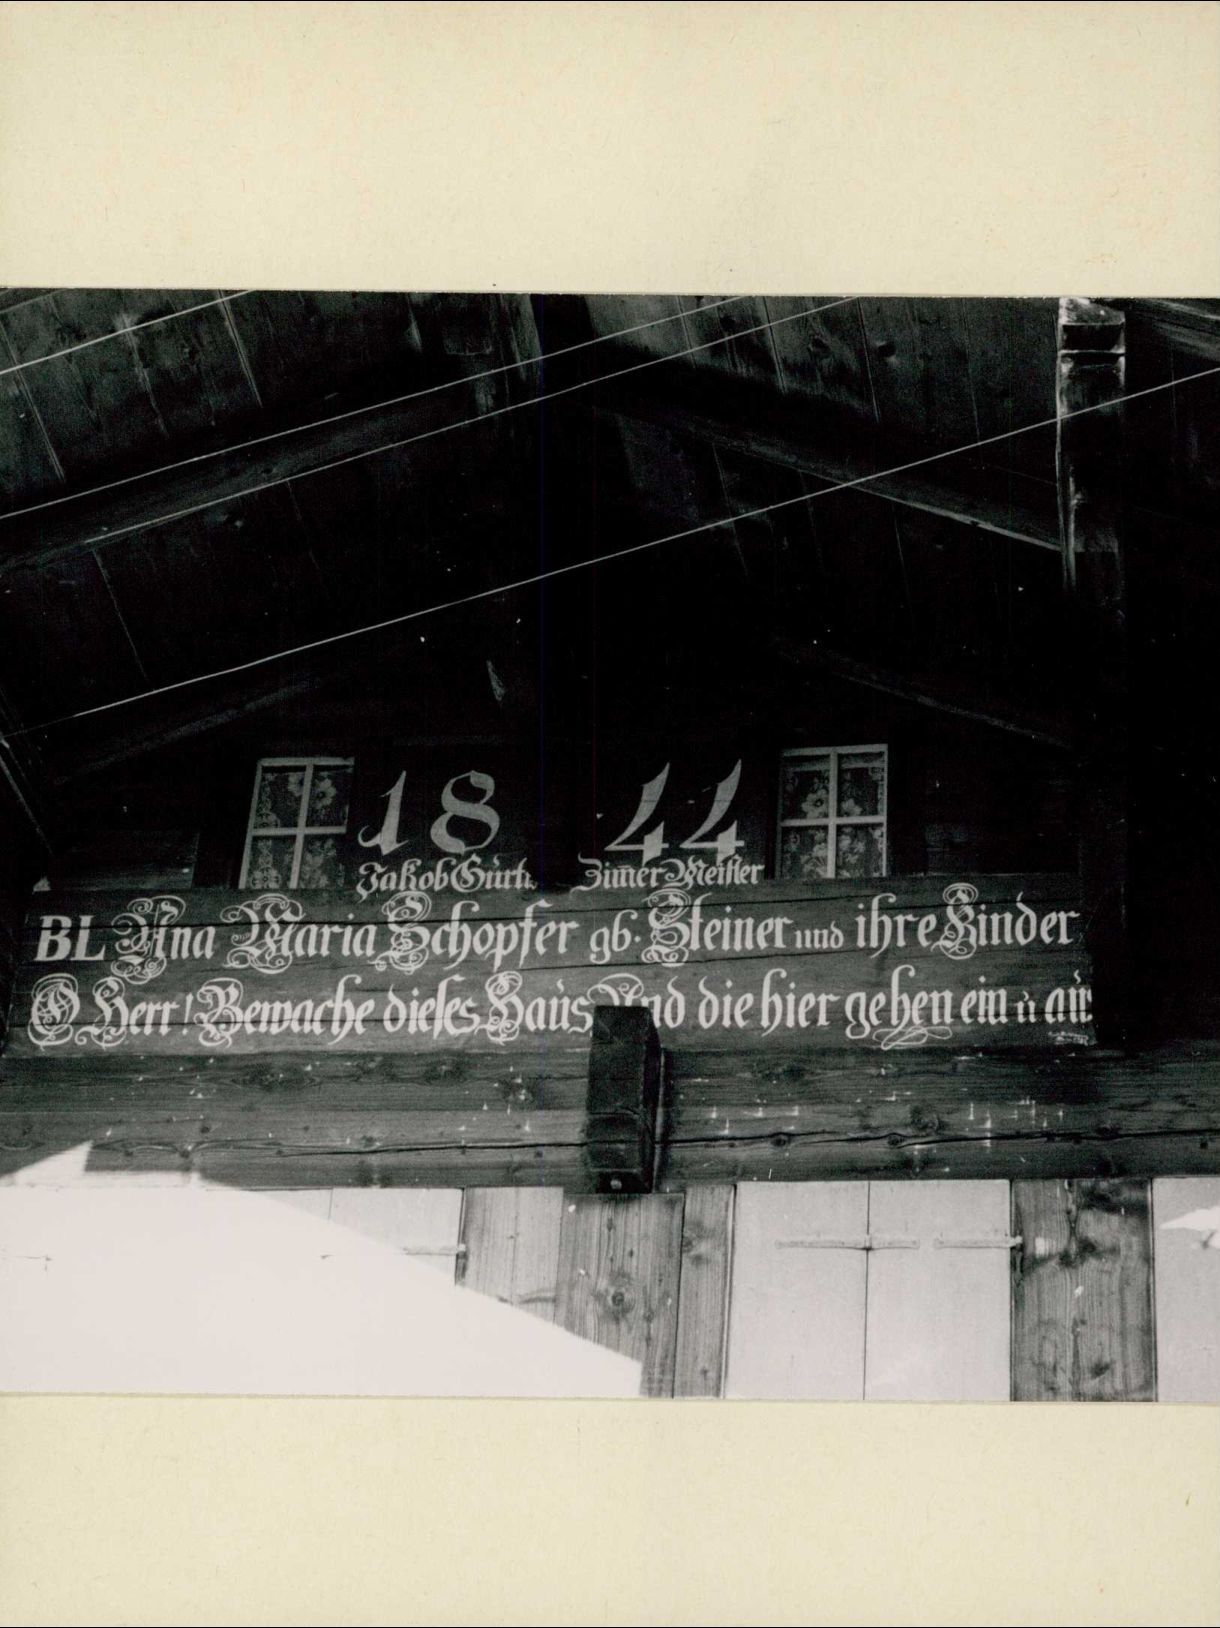 18 44
Jakob Zimer Meister
BL Ana Maria Schopfer gb. Steiner und ihre Kinder
O Herr! Bewache dieses Haus Und die hier gehen ein u aus